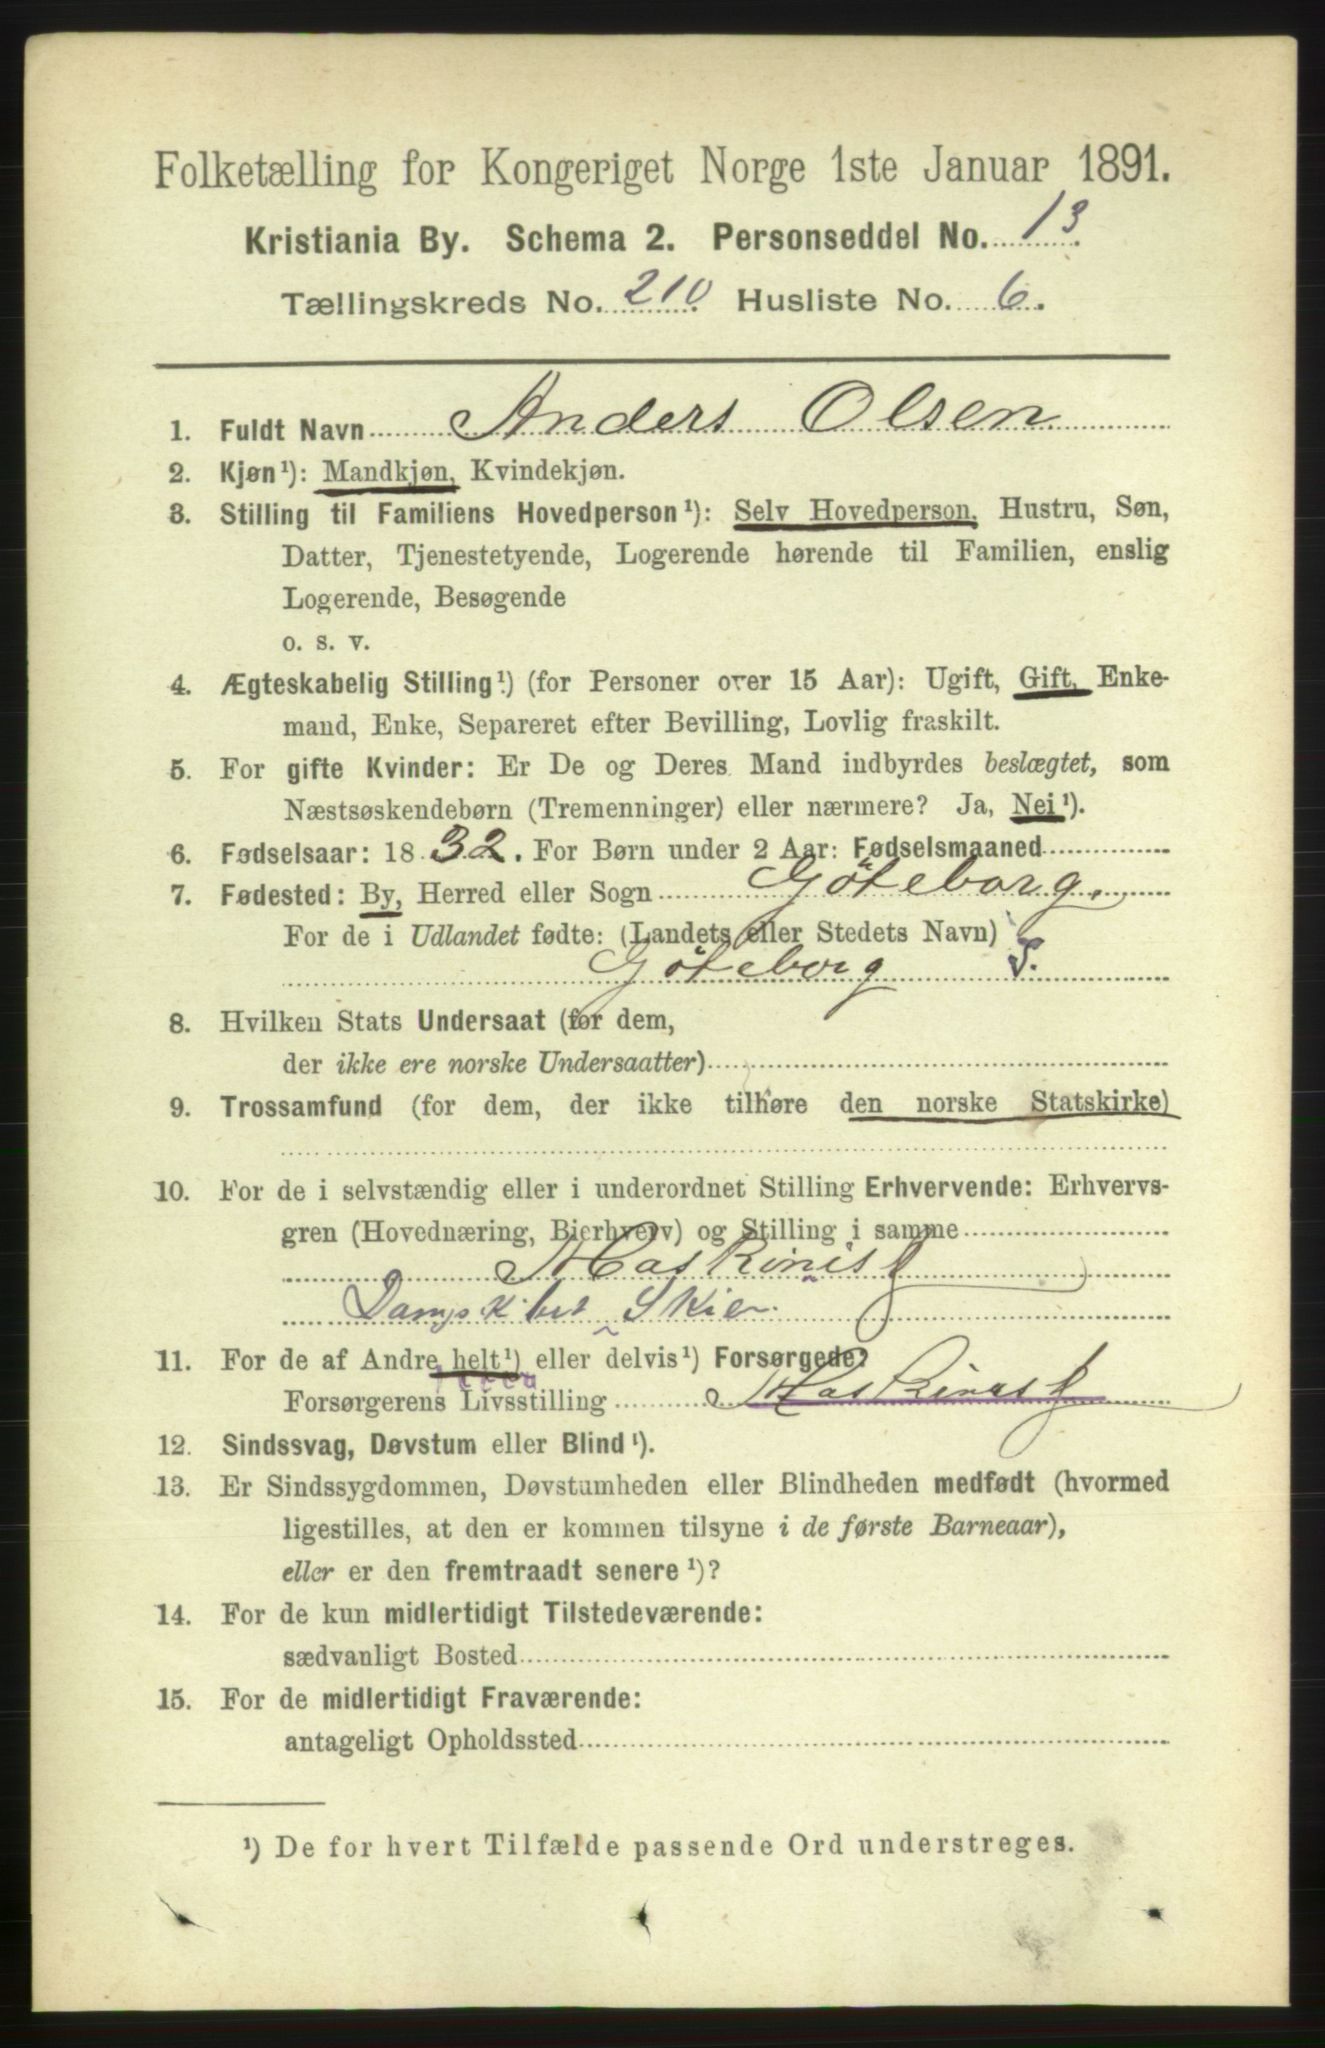 Folketælling for Kongeriget Norge 1ste Januar 1891.
Kristiania By. Schema 2. Personseddel No. 13
Tællingskreds No. 210 Husliste No. 6.
1. Fuldt Navn Anders Olsen
2. Kjøn¹): Mandkjøn, Kvindekjøn.
3. Stilling til Familiens Hovedperson¹): Selv Hovedperson, Hustru, Søn,
Datter, Tjenestetyende, Logerende hørende til Familien, enslig
Logerende, Besøgende
o. s. v.
4. Ægteskabelig Stilling¹) (for Personer over 15 Aar): Ugift, Gift, Enke-
mand, Enke, Separeret efter Bevilling, Lovlig fraskilt.
5. For gifte Kvinder: Er De og Deres Mand indbyrdes beslægtet, som
Næstsøskendebørn (Tremenninger) eller nærmere? Ja, Nei¹).
6. Fødselsaar: 1832. For Børn under 2 Aar: Fødselsmaaned
7. Fødested: By, Herred eller Sogn Göteborg.
For de i Udlandet fødte: (Landets eller Stedets Navn)
Göteborg S.
8. Hvilken Stats Undersaat (for dem,
der ikke ere norske Undersaatter)
9. Trossamfund (for dem, der ikke tilhøre den norske Statskirke)
10. For de i selvstændig eller i underordnet Stilling Erhvervende: Erhvervs-
gren (Hovednæring, Bierhverv) og Stilling i samme
Maskinist
Dampskibet Skien
11. For de af Andre helt¹) eller delvis¹) Forsørgede:
Forsørgerens Livsstilling Maskinist
12. Sindssvag, Døvstum eller Blind¹).
13. Er Sindssygdommen, Døvstumheden eller Blindheden medfødt (hvormed
ligestilles, at den er kommen tilsyne i de første Barneaar),
eller er den fremtraadt senere¹)?
14. For de kun midlertidigt Tilstedeværende:
sædvanligt Bosted
15. For de midlertidigt Fraværende:
antageligt Opholdssted
¹) De for hvert Tilfælde passende Ord understreges.